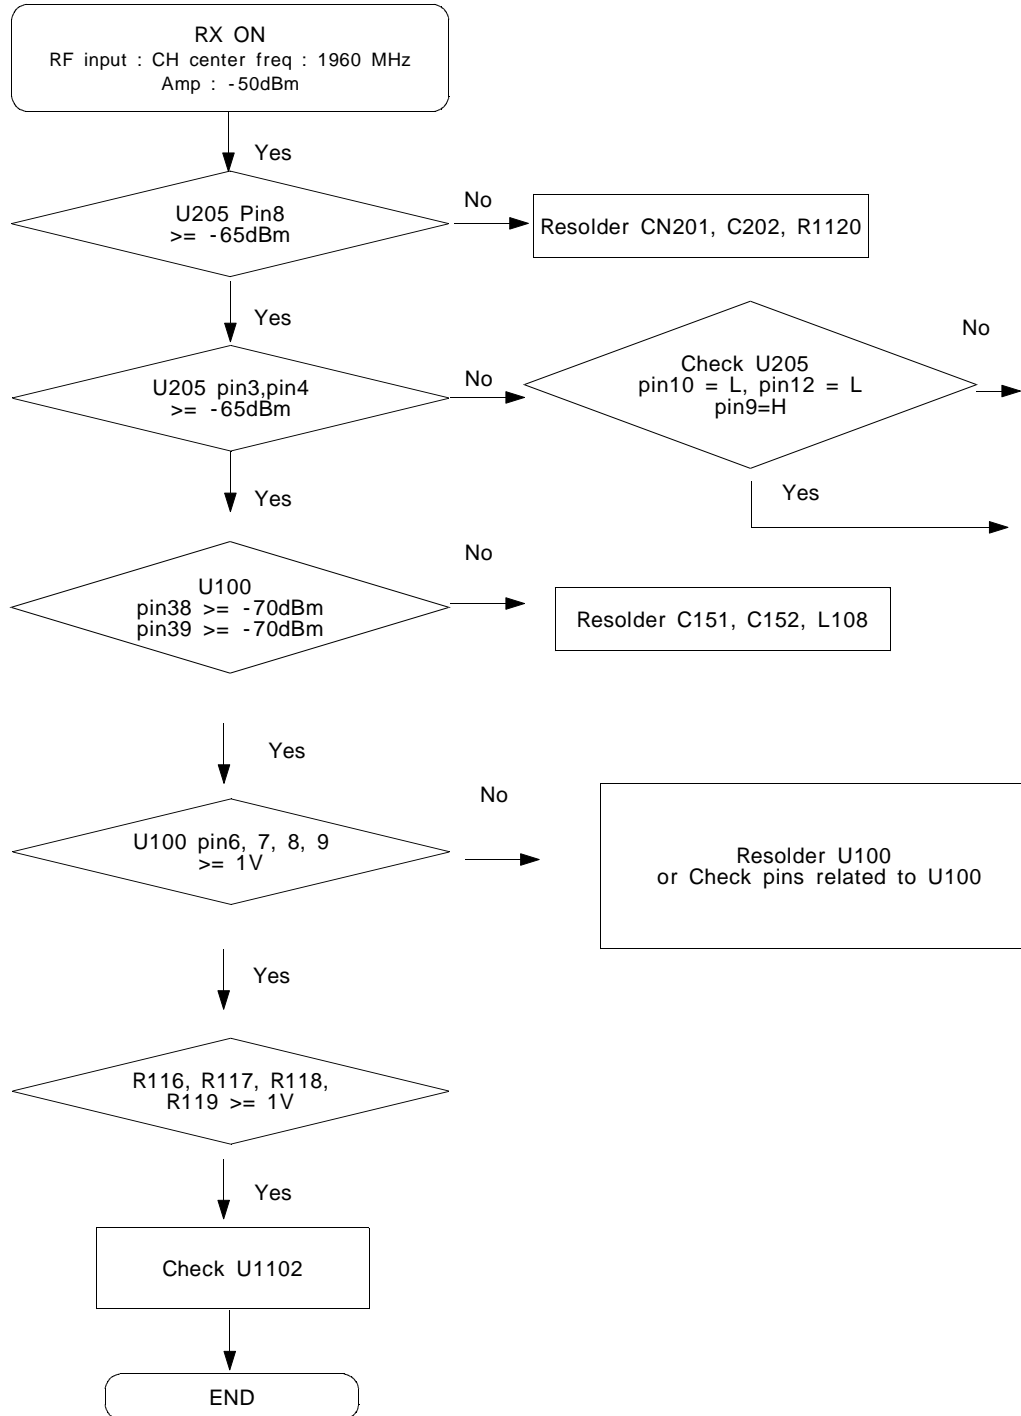 RX ON
RF input : CH center freq : 1960 MHz
Amp : -50dBm
Yes
U205 Pin8
>= -65dBm
No
Resolder CN201, C202, R1120
Yes
U205 pin3,pin4
>= -65dBm
No
Check U205
pin10 = L, pin12 = L
pin9=H
No
Yes
Yes
U100
pin38 >= -70dBm
pin39 >= -70dBm
No
Resolder C151, C152, L108
Yes
U100 pin6, 7, 8, 9
>= 1V
No
Resolder U100
or Check pins related to U100
Yes
R116, R117, R118,
R119 >= 1V
Yes
Check U1102
END